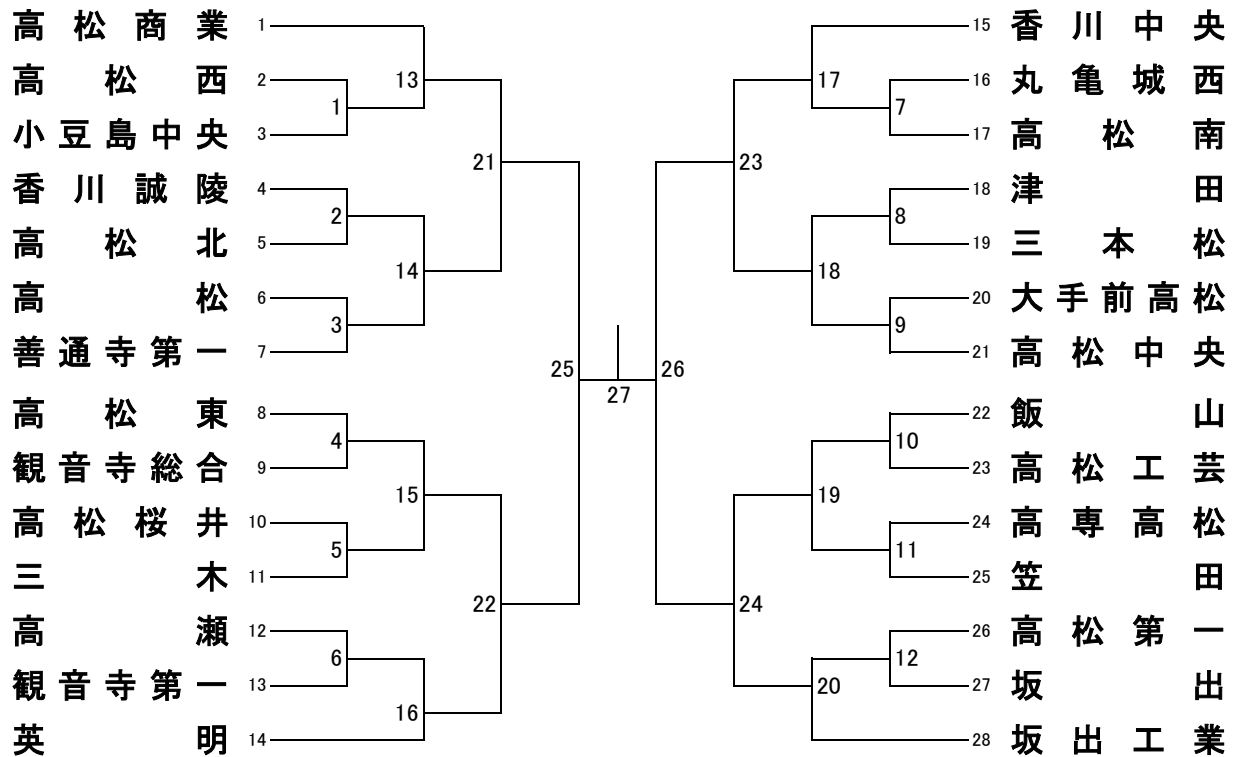 高松商業 1
高松西 2
小豆島中央 3
香川誠陵 4
高松北 5
高松 6
善通寺第一 7
高松東 8
観音寺総合 9
高松桜井 10
三木 11
高瀬 12
観音寺第一 13
英明 14
1
2
3
4
5
6
13
14
15
16
21
22
25
27
26
23
24
17
18
19
20
7
8
9
10
11
12
15 香川中央
16 丸亀城西
17 高松南
18 津田
19 三本松
20 大手前高松
21 高松中央
22 飯山
23 高松工芸
24 高専高松
25 笠田
26 高松第一
27 坂出
28 坂出工業